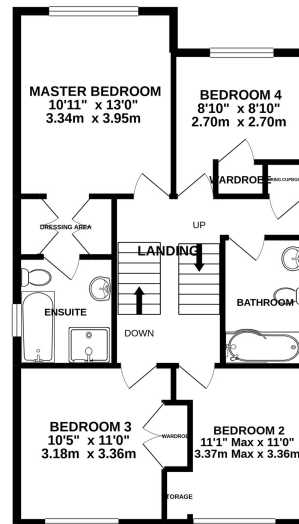 MASTER BEDROOM
10'11" x 13'0"
3.34m x 3.95m
BEDROOM 4
8'10" x 8'10"
2.70m x 2.70m
WARDROBE
DRESSING AREA
UP
LANDING
ENSUITE
BATHROOM
DOWN
BEDROOM 3
10'5" x 11'0"
3.18m x 3.36m
WARDROBE
BEDROOM 2
11'1" Max x 11'0"
3.37m Max x 3.36m
TORAGE